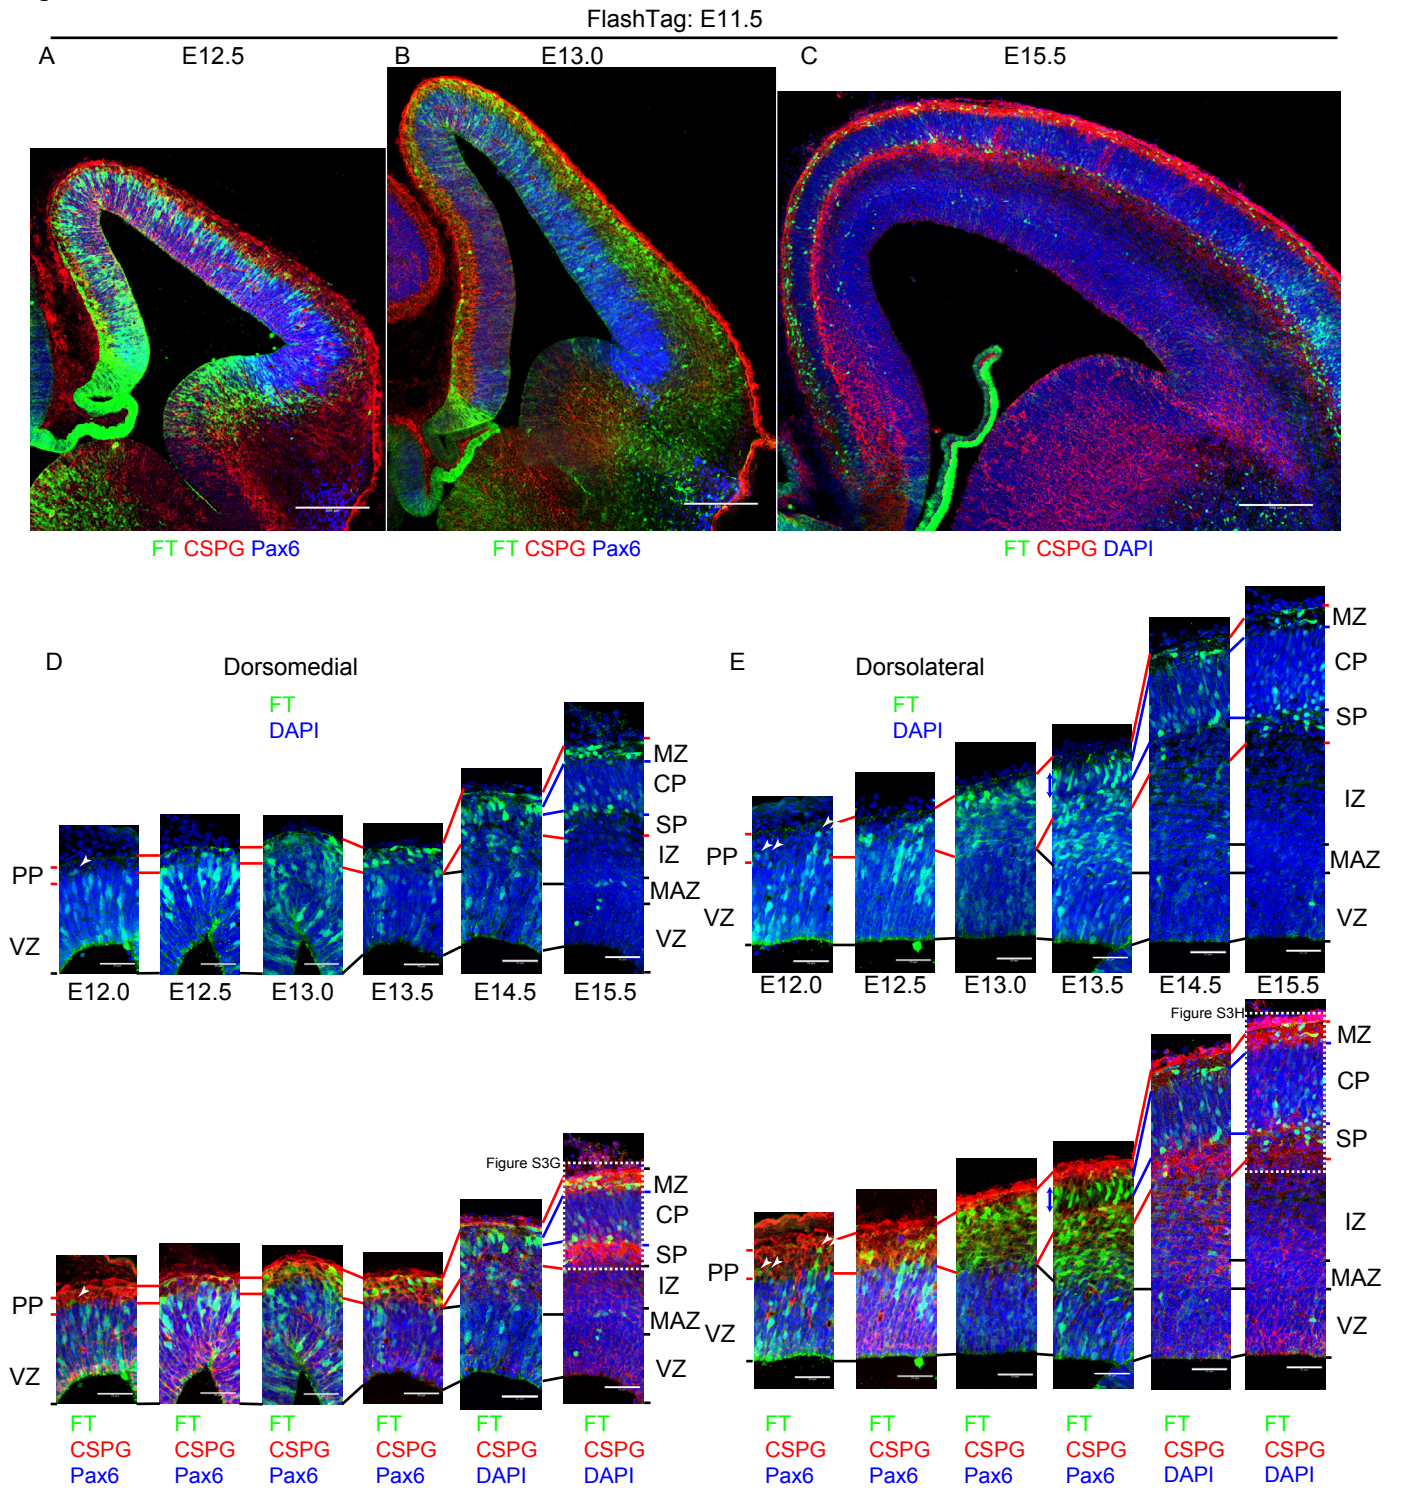 FlashTag: E11.5
A E12.5 B E13.0 C E15.5
FT CSPG Pax6 FT CSPG Pax6 FT CSPG DAPI
D Dorsomedial
FT
DAPI
MZ
CP
SP
IZ
MAZ
VZ
PP
VZ
E12.0 E12.5 E13.0 E13.5 E14.5 E15.5
E Dorsolateral
FT
DAPI
MZ
CP
SP
IZ
MAZ
VZ
PP
VZ
E12.0 E12.5 E13.0 E13.5 E14.5 E15.5
Figure S3G
MZ
CP
SP
IZ
MAZ
VZ
PP
VZ
FT FT FT FT FT FT
CSPG CSPG CSPG CSPG CSPG CSPG
Pax6 Pax6 Pax6 Pax6 DAPI DAPI
Figure S3H
MZ
CP
SP
IZ
MAZ
VZ
PP
VZ
FT FT FT FT FT FT
CSPG CSPG CSPG CSPG CSPG CSPG
Pax6 Pax6 Pax6 Pax6 DAPI DAPI